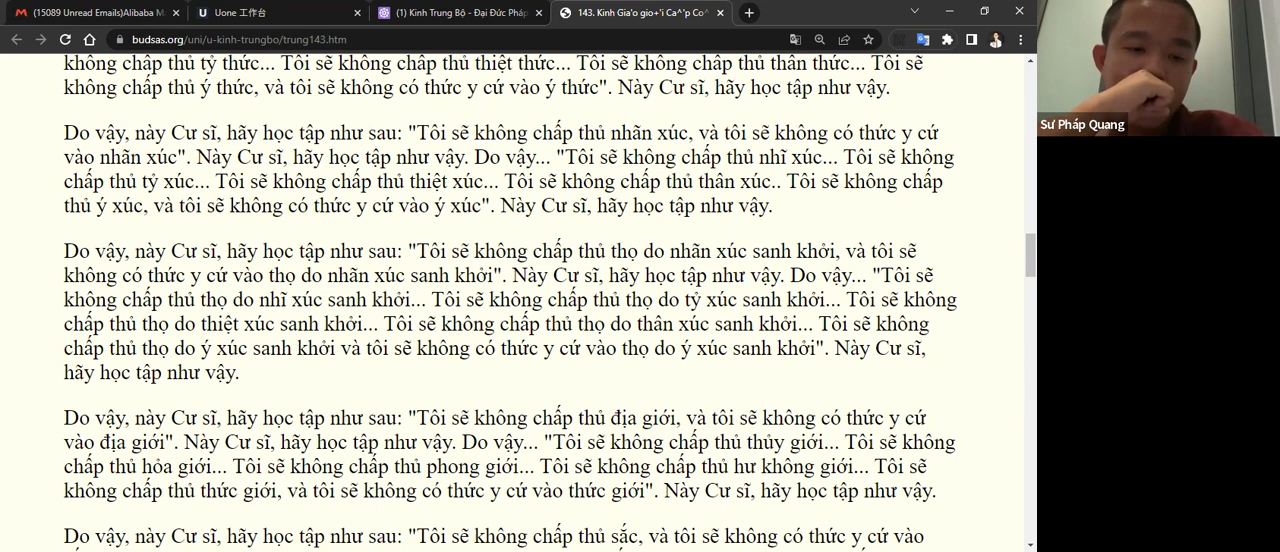 (15089 Unread Emails)Alibaba M
Uone 工作台
(1) Kinh Trung Bộ - Đại Đức Pháp
143. Kinh Gia'o gio+'i Ca^'p Co^
budsas.org/uni/u-kinh-trungbo/trung143.htm
không chấp thủ tỷ thức... Tôi sẽ không chấp thủ thiệt thức... Tôi sẽ không chấp thủ thân thức... Tôi sẽ
không chấp thủ ý thức, và tôi sẽ không có thức y cứ vào ý thức". Này Cư sĩ, hãy học tập như vậy.
Do vậy, này Cư sĩ, hãy học tập như sau: "Tôi sẽ không chấp thủ nhãn xúc, và tôi sẽ không có thức y cứ
vào nhãn xúc". Này Cư sĩ, hãy học tập như vậy. Do vậy... "Tôi sẽ không chấp thủ nhĩ xúc... Tôi sẽ không
chấp thủ tỷ xúc... Tôi sẽ không chấp thủ thiệt xúc... Tôi sẽ không chấp thủ thân xúc.. Tôi sẽ không chấp
thủ ý xúc, và tôi sẽ không có thức y cứ vào ý xúc". Này Cư sĩ, hãy học tập như vậy.
Do vậy, này Cư sĩ, hãy học tập như sau: "Tôi sẽ không chấp thủ thọ do nhãn xúc sanh khởi, và tôi sẽ
không có thức y cứ vào thọ do nhãn xúc sanh khởi". Này Cư sĩ, hãy học tập như vậy. Do vậy... "Tôi sẽ
không chấp thủ thọ do nhĩ xúc sanh khởi... Tôi sẽ không chấp thủ thọ do tỷ xúc sanh khởi... Tôi sẽ không
chấp thủ thọ do thiệt xúc sanh khởi... Tôi sẽ không chấp thủ thọ do thân xúc sanh khởi... Tôi sẽ không
chấp thủ thọ do ý xúc sanh khởi và tôi sẽ không có thức y cứ vào thọ do ý xúc sanh khởi". Này Cư sĩ,
hãy học tập như vậy.
Do vậy, này Cư sĩ, hãy học tập như sau: "Tôi sẽ không chấp thủ địa giới, và tôi sẽ không có thức y cứ
vào địa giới". Này Cư sĩ, hãy học tập như vậy. Do vậy... "Tôi sẽ không chấp thủ thủy giới... Tôi sẽ không
chấp thủ hỏa giới... Tôi sẽ không chấp thủ phong giới... Tôi sẽ không chấp thủ hư không giới... Tôi sẽ
không chấp thủ thức giới, và tôi sẽ không có thức y cứ vào thức giới". Này Cư sĩ, hãy học tập như vậy.
Do vậy, này Cư sĩ, hãy học tập như sau: "Tôi sẽ không chấp thủ sắc, và tôi sẽ không có thức y cứ vào
Sư Pháp Quang